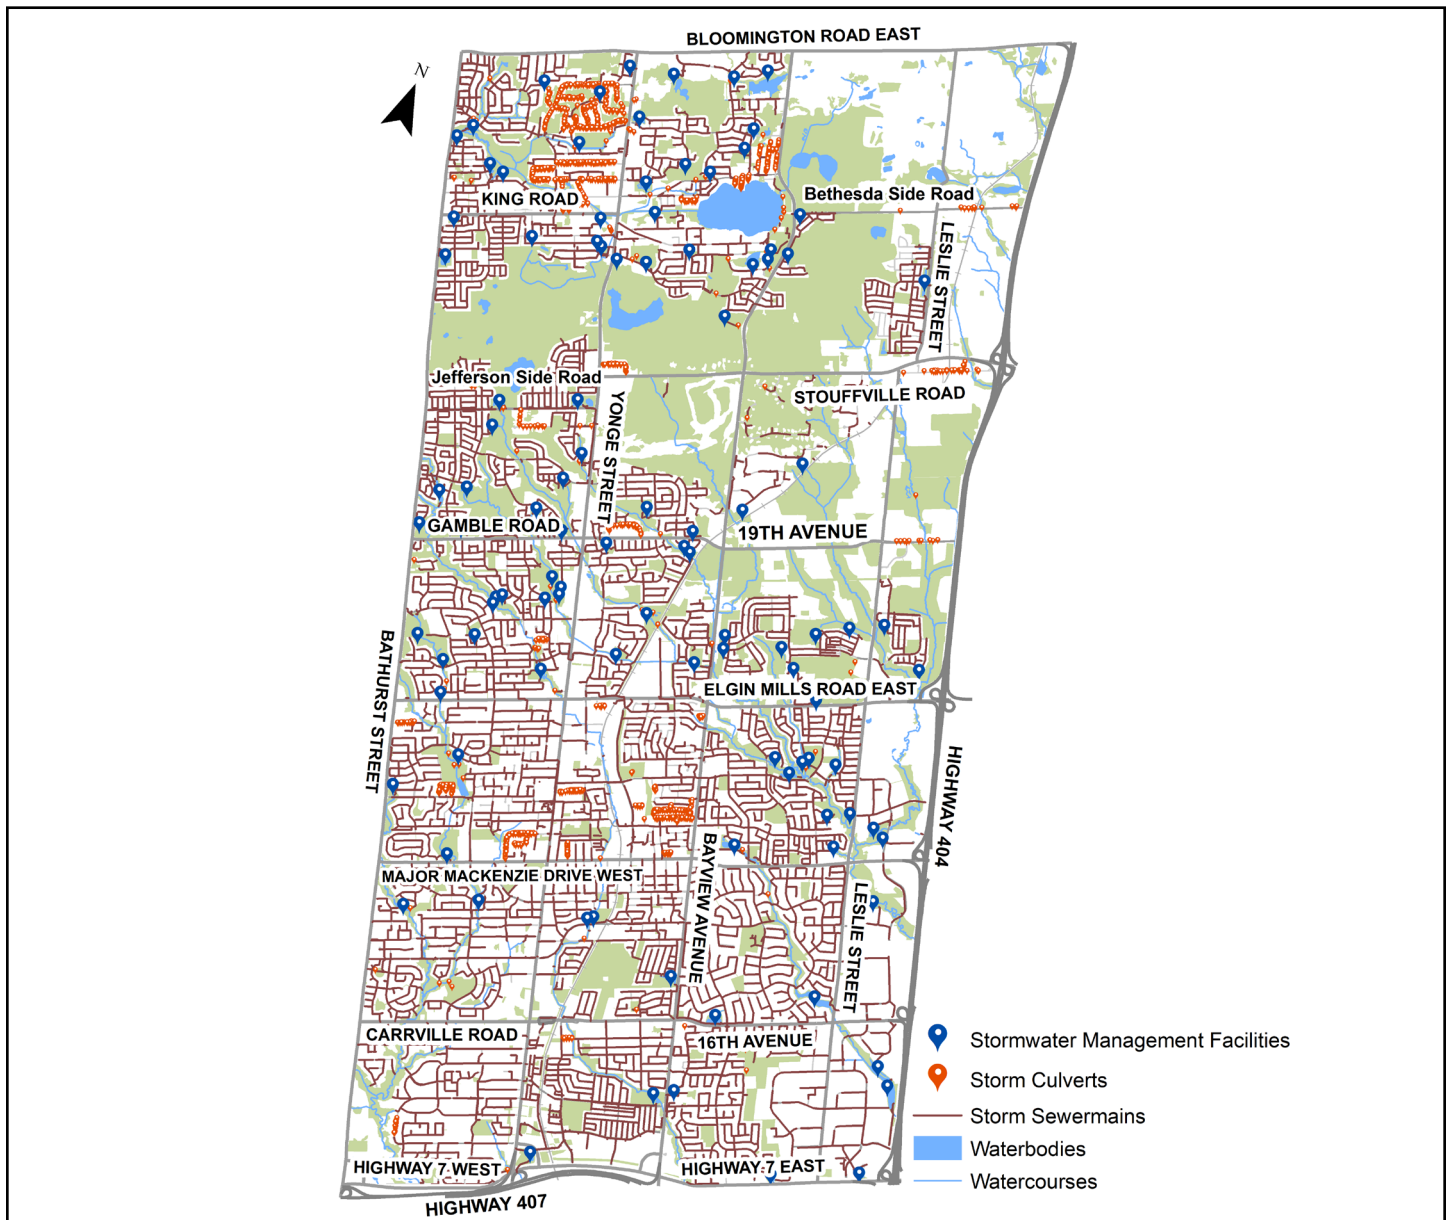 BLOOMINGTON ROAD EAST
N
KING ROAD
Bethesda Side Road
LESLIE STREET
Jefferson Side Road
STOUFFVILLE ROAD
YONGE STREET
GAMBLE ROAD
19TH AVENUE
BATHURST STREET
ELGIN MILLS ROAD EAST
HIGHWAY 404
BAYVIEW AVENUE
MAJOR MACKENZIE DRIVE WEST
LESLIE STREET
CARRVILLE ROAD
16TH AVENUE
HIGHWAY 7 WEST
HIGHWAY 7 EAST
HIGHWAY 407
Stormwater Management Facilities
Storm Culverts
Storm Sewermains
Waterbodies
Watercourses